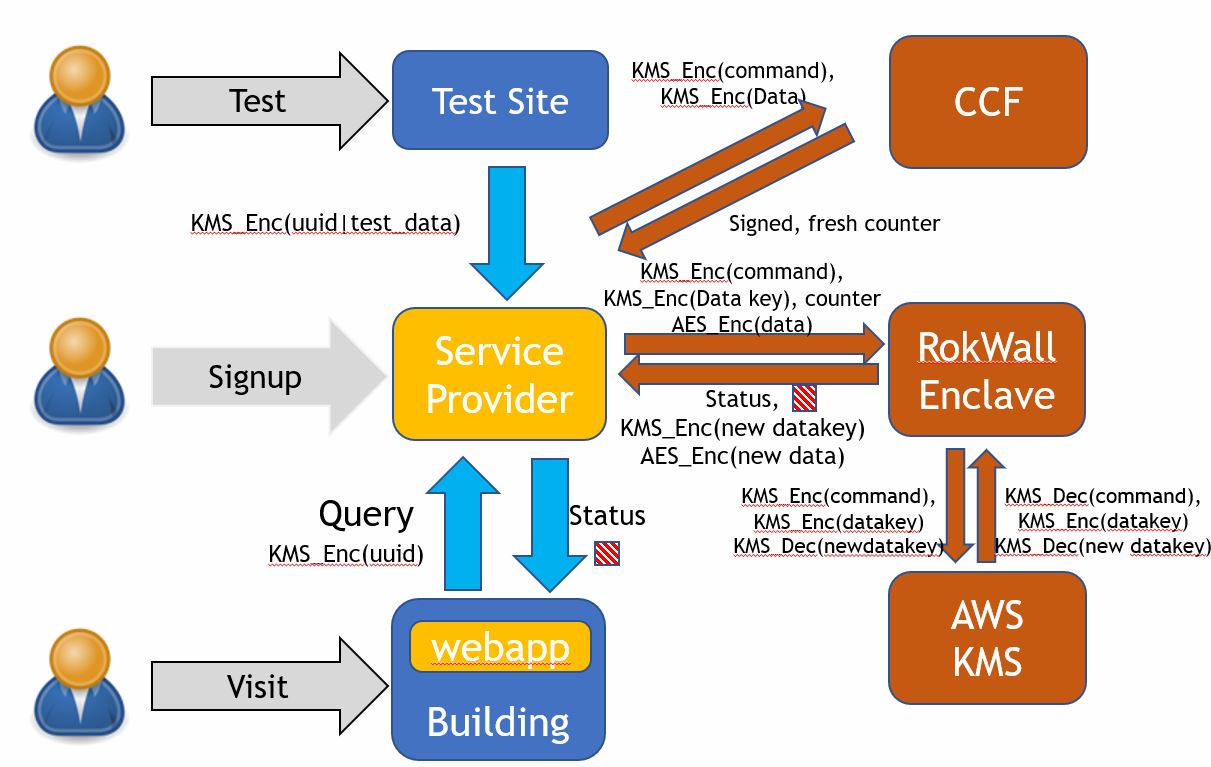 Test
Test Site
KMS_Enc(command),
KMS_Enc(Data)
CCF
KMS_Enc(uuid|test_data)
Signed, fresh counter
KMS_Enc(command),
KMS_Enc(Data key), counter
AES_Enc(data)
Signup
Service
Provider
RokWall
Enclave
Status,
KMS_Enc(new datakey)
AES_Enc(new data)
Query
KMS_Enc(uuid)
Status
KMS_Enc(command),
KMS_Enc(datakey)
KMS_Dec(newdatakey)
KMS_Dec(command),
KMS_Enc(datakey)
KMS_Dec(new datakey)
Visit
webapp
Building
AWS
KMS